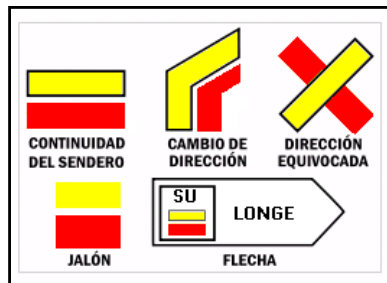 CONTINUIDAD
DEL SENDERO
CAMBIO DE
DIRECCIÓN
DIRECCIÓN
EQUIVOCADA
SU
LONGE
JALÓN
FLECHA